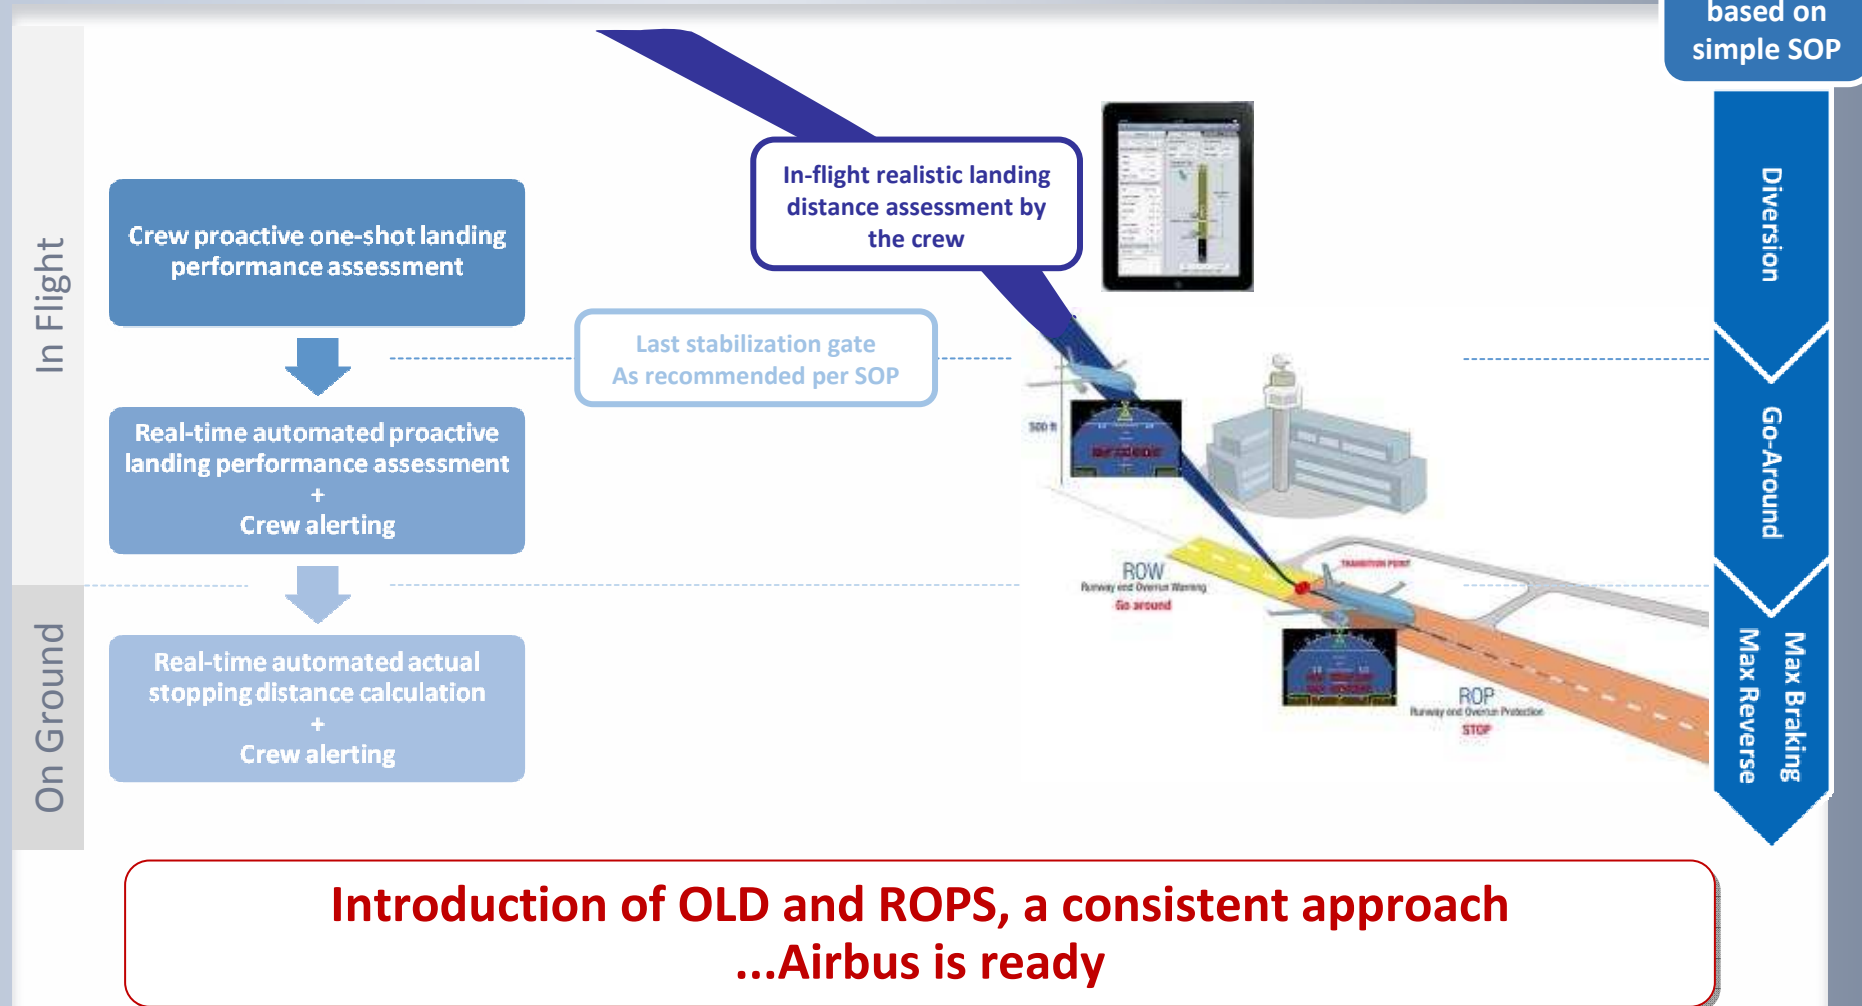 based on
simple SOP
In Flight
Crew proactive one-shot landing
performance assessment
In-flight realistic landing
distance assessment by
the crew
Diversion
Last stabilization gate
As recommended per SOP
Real-time automated proactive
landing performance assessment
+
Crew alerting
500 ft
Go-Around
ROW
Runway end Overrun Warning
Go around
TRANSITION POINT
On Ground
Real-time automated actual
stopping distance calculation
+
Crew alerting
ROP
Runway end Overrun Protection
STOP
Max Braking
Max Reverse
Introduction of OLD and ROPS, a consistent approach
...Airbus is ready